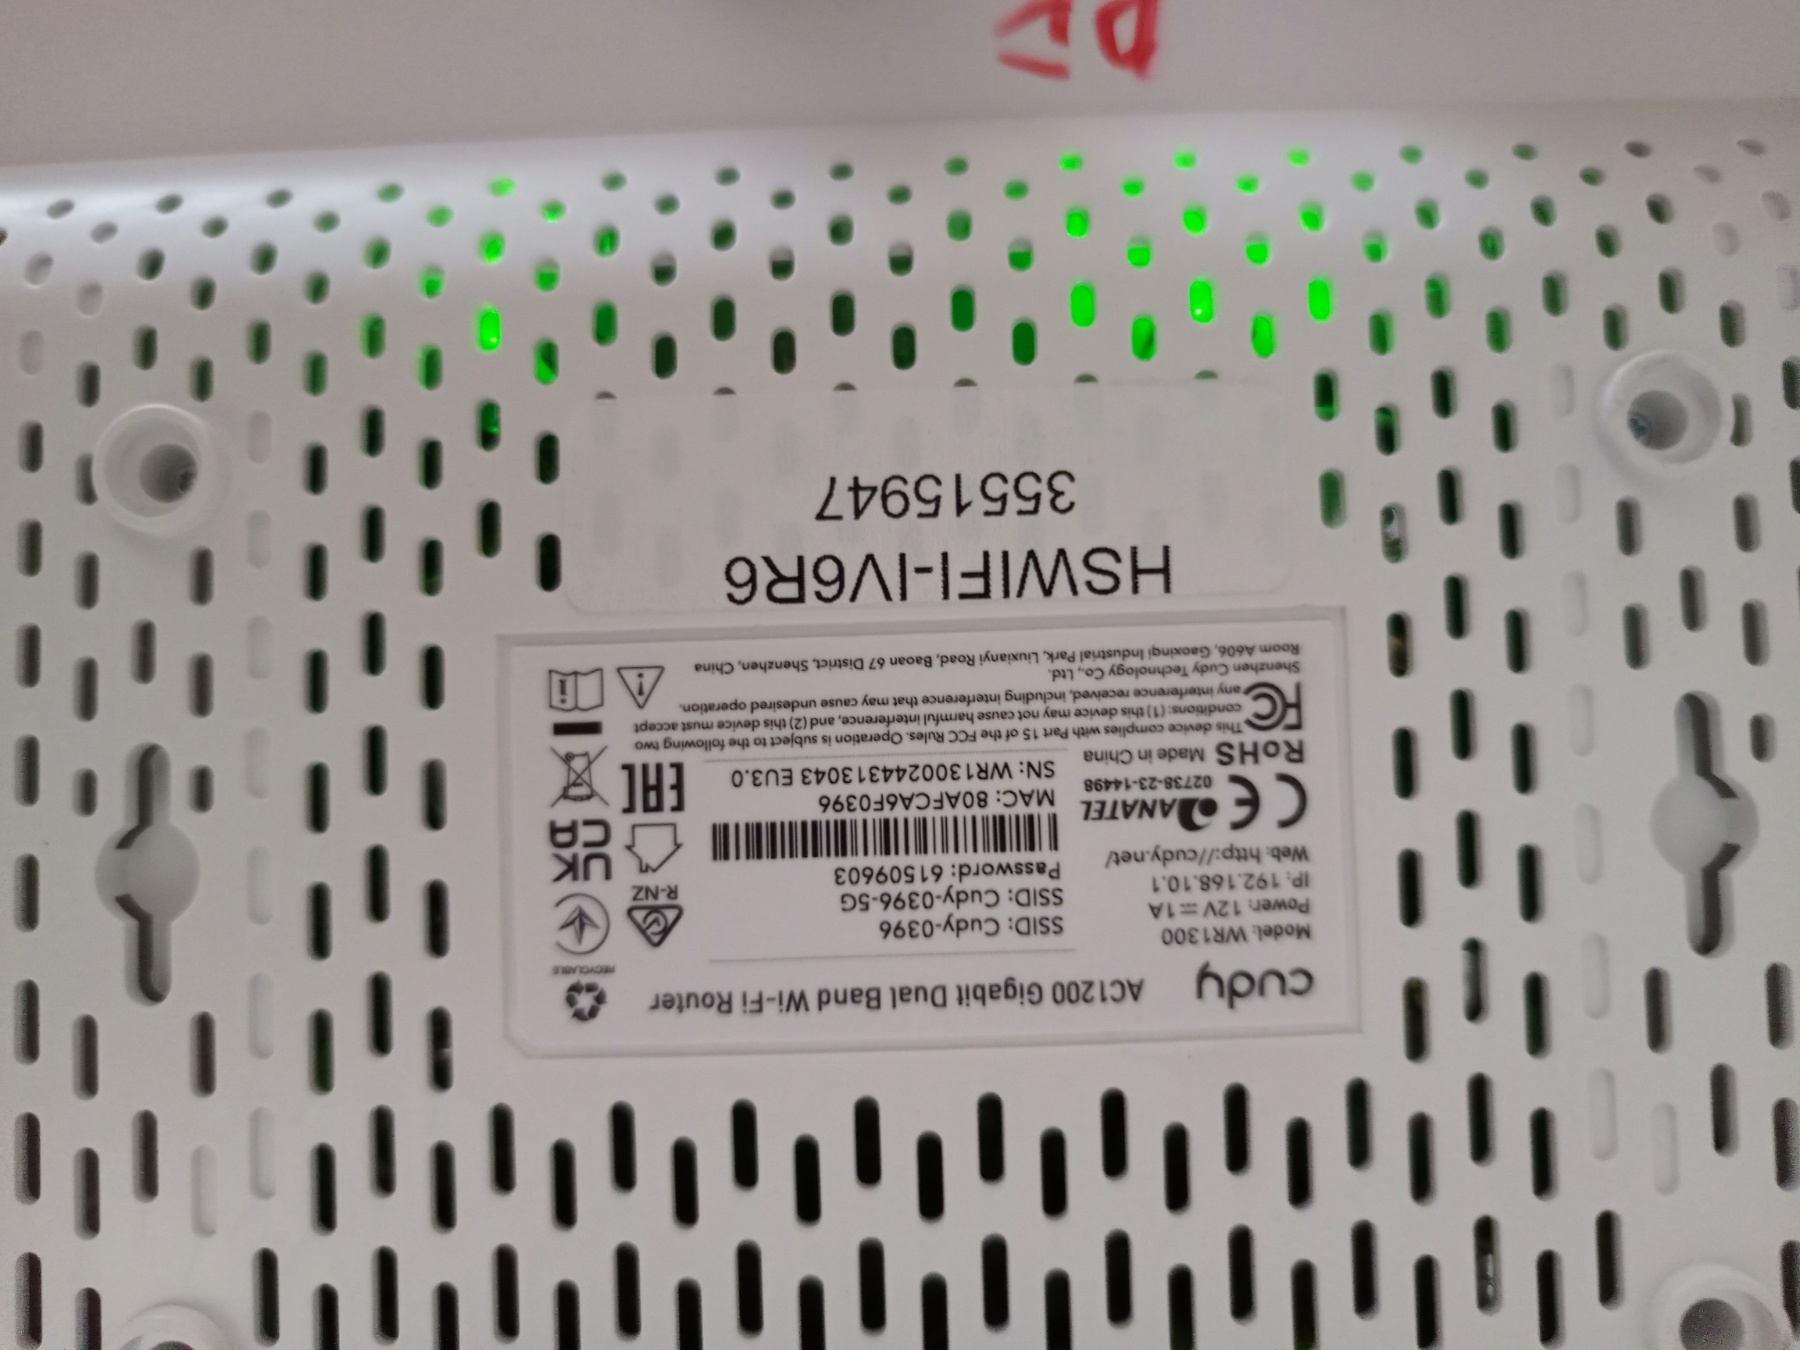 cudy AC1200 Gigabit Dual Band Wi-Fi Router
Model: WR1300
Power: 12V ⎓ 1A
IP: 192.168.10.1
Web: http://cudy.net/
SSID: Cudy-0396
SSID: Cudy-0396-5G
Password: 61509603
MAC: 80AFCA6F0396
SN: WR1300244313043 EU3.0
RECYCLABLE
R-NZ
CE ANATEL
02738-23-14498
UK
CA
EAC
RoHS Made in China
FC
This device complies with Part 15 of the FCC Rules. Operation is subject to the following two
conditions: (1) this device may not cause harmful interference, and (2) this device must accept
any interference received, including interference that may cause undesired operation.
Shenzhen Cudy Technology Co., Ltd.
Room A606, Gaoxinqi Industrial Park, Liuxianyi Road, Baoan 67 District, Shenzhen, China
HSWIFI-IV6R6
35515947